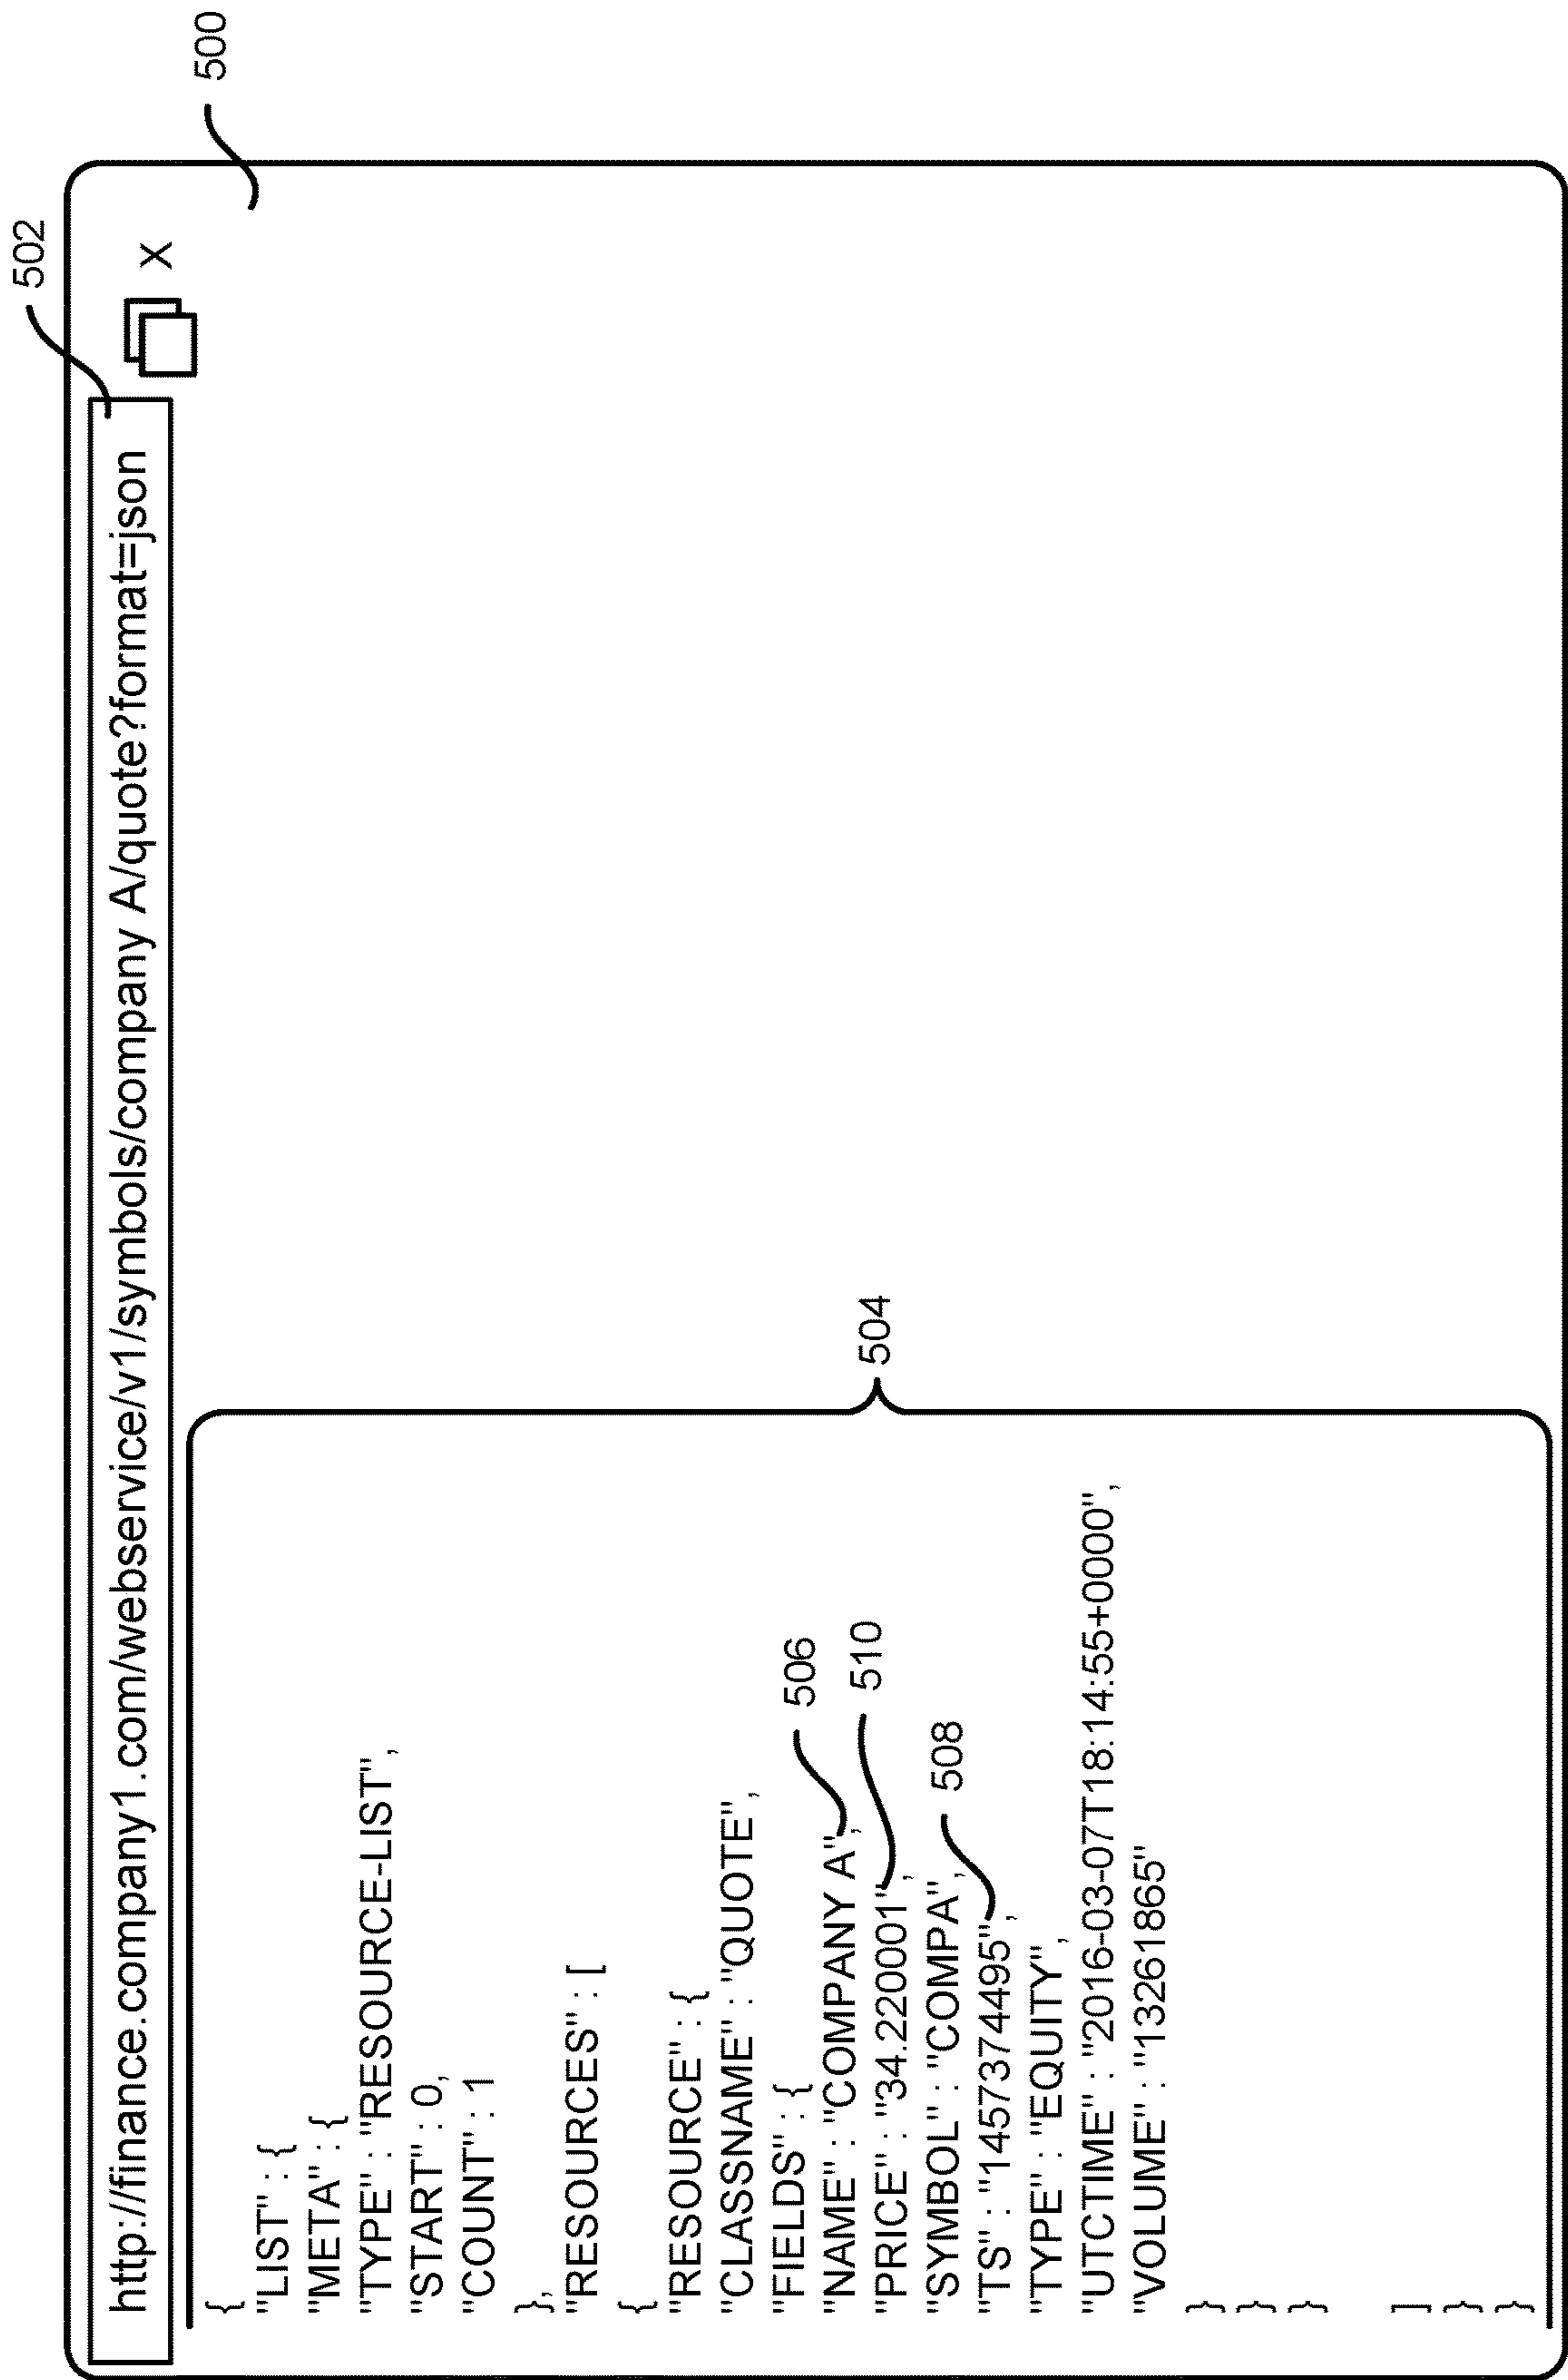 500
502
http://finance.company1.com/webservice/v1/symbols/company A/quote?format=json
X
{
"LIST" : {
"META" : {
"TYPE" : "RESOURCE-LIST" ,
"START" : 0,
"COUNT" : 1
},
"RESOURCES" : [
{
"RESOURCE" : {
"CLASSNAME" : "QUOTE" ,
"FIELDS" : {
506
"NAME" : "COMPANY A" ,
510
"PRICE" : "34.220001" ,
504
"SYMBOL" : "COMPA" ,
508
"TS" : "1457374495" ,
"TYPE" : "EQUITY" ,
"UTCTIME" : "2016-03-07T18:14:55+0000" ,
"VOLUME" : "13261865"
}
}
}
]
}
}